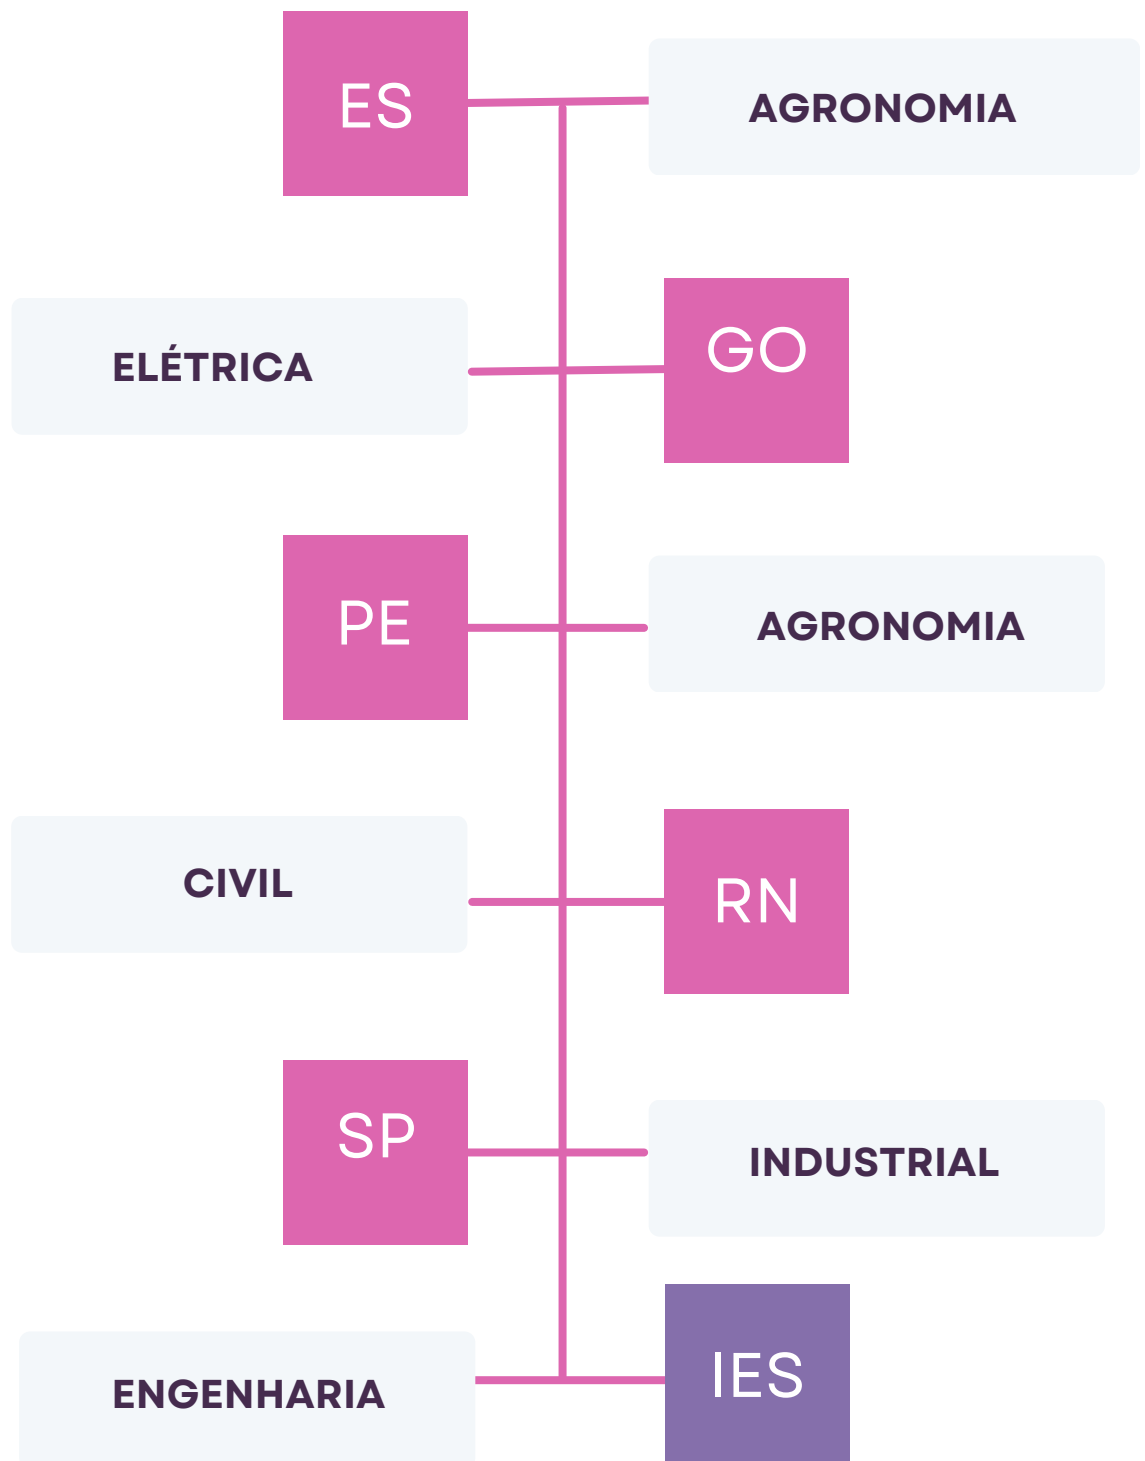 ES
AGRONOMIA
ELÉTRICA
GO
PE
AGRONOMIA
CIVIL
RN
SP
INDUSTRIAL
ENGENHARIA
IES